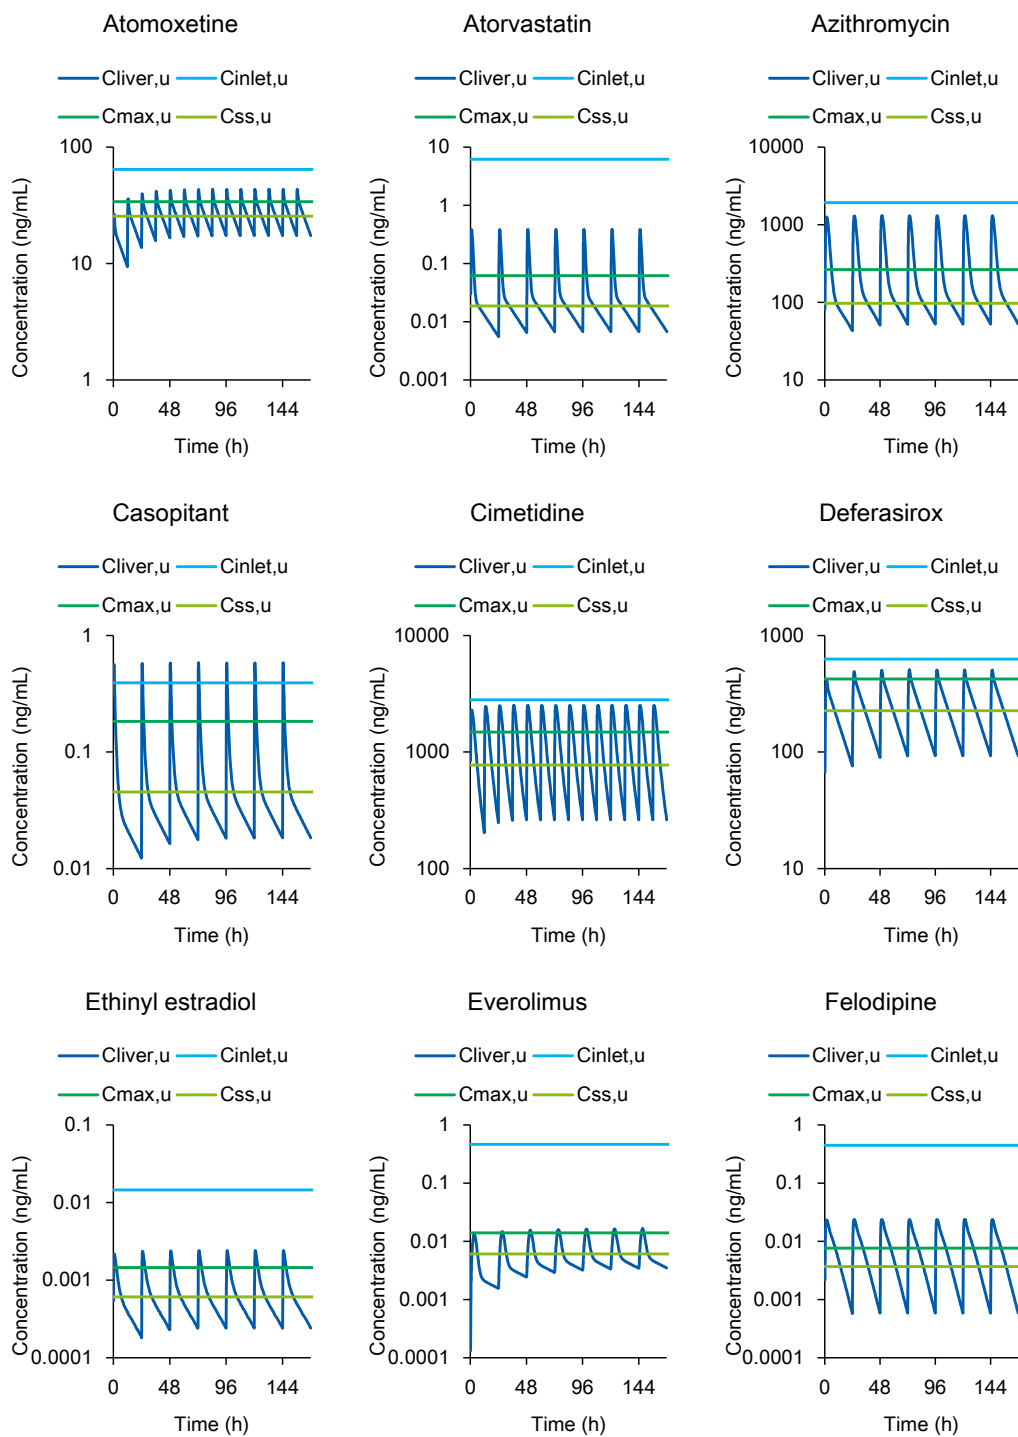 Atomoxetine
Cliver,u Cinlet,u
Cmax,u Css,u
Concentration (ng/mL)
100
10
1
0 48 96 144
Time (h)
Atorvastatin
Cliver,u Cinlet,u
Cmax,u Css,u
Concentration (ng/mL)
10
1
0.1
0.01
0.001
0 48 96 144
Time (h)
Azithromycin
Cliver,u Cinlet,u
Cmax,u Css,u
Concentration (ng/mL)
10000
1000
100
10
0 48 96 144
Time (h)
Casopitant
Cliver,u Cinlet,u
Cmax,u Css,u
Concentration (ng/mL)
1
0.1
0.01
0 48 96 144
Time (h)
Cimetidine
Cliver,u Cinlet,u
Cmax,u Css,u
Concentration (ng/mL)
10000
1000
100
0 48 96 144
Time (h)
Deferasirox
Cliver,u Cinlet,u
Cmax,u Css,u
Concentration (ng/mL)
1000
100
10
0 48 96 144
Time (h)
Ethinyl estradiol
Cliver,u Cinlet,u
Cmax,u Css,u
Concentration (ng/mL)
0.1
0.01
0.001
0.0001
0 48 96 144
Time (h)
Everolimus
Cliver,u Cinlet,u
Cmax,u Css,u
Concentration (ng/mL)
1
0.1
0.01
0.001
0.0001
0 48 96 144
Time (h)
Felodipine
Cliver,u Cinlet,u
Cmax,u Css,u
Concentration (ng/mL)
1
0.1
0.01
0.001
0.0001
0 48 96 144
Time (h)